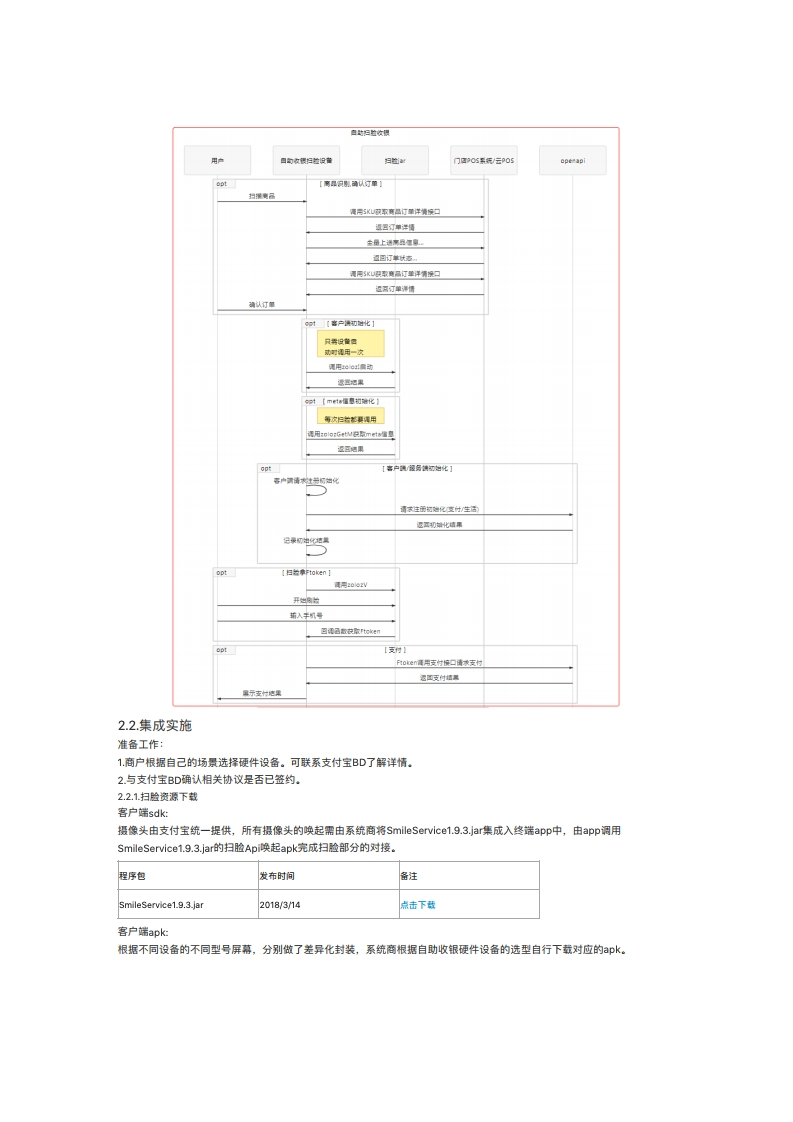 自助扫脸收银
用户
自助收银扫脸设备
扫脸jar
门店POS系统/云POS
openapi
opt
[ 商品识别,确认订单 ]
扫描商品
调用SKU获取商品订单详情接口
返回订单详情
全量上送商品信息...
返回订单状态...
调用SKU获取商品订单详情接口
返回订单详情
确认订单
opt
[ 客户端初始化 ]
只需设备启
动时调用一次
调用zolozI启动
返回结果
opt
[ meta信息初始化 ]
每次扫脸都要调用
调用zolozGetM获取meta信息
返回结果
opt
[ 客户端/服务端初始化 ]
客户端请求注册初始化
请求注册初始化(支付/生活)
返回初始化结果
记录初始化结果
opt
[ 扫脸拿Ftoken ]
调用zolozV
开始刷脸
输入手机号
回调函数获取Ftoken
opt
[ 支付 ]
Ftoken调用支付接口请求支付
返回支付结果
展示支付结果
2.2.集成实施
准备工作：
1.商户根据自己的场景选择硬件设备。可联系支付宝BD了解详情。
2.与支付宝BD确认相关协议是否已签约。
2.2.1.扫脸资源下载
客户端sdk:
摄像头由支付宝统一提供，所有摄像头的唤起需由系统商将SmileService1.9.3.jar集成入终端app中，由app调用
SmileService1.9.3.jar的扫脸Api唤起apk完成扫脸部分的对接。
程序包 发布时间 备注
SmileService1.9.3.jar 2018/3/14 点击下载
客户端apk:
根据不同设备的不同型号屏幕，分别做了差异化封装，系统商根据自助收银硬件设备的选型自行下载对应的apk。